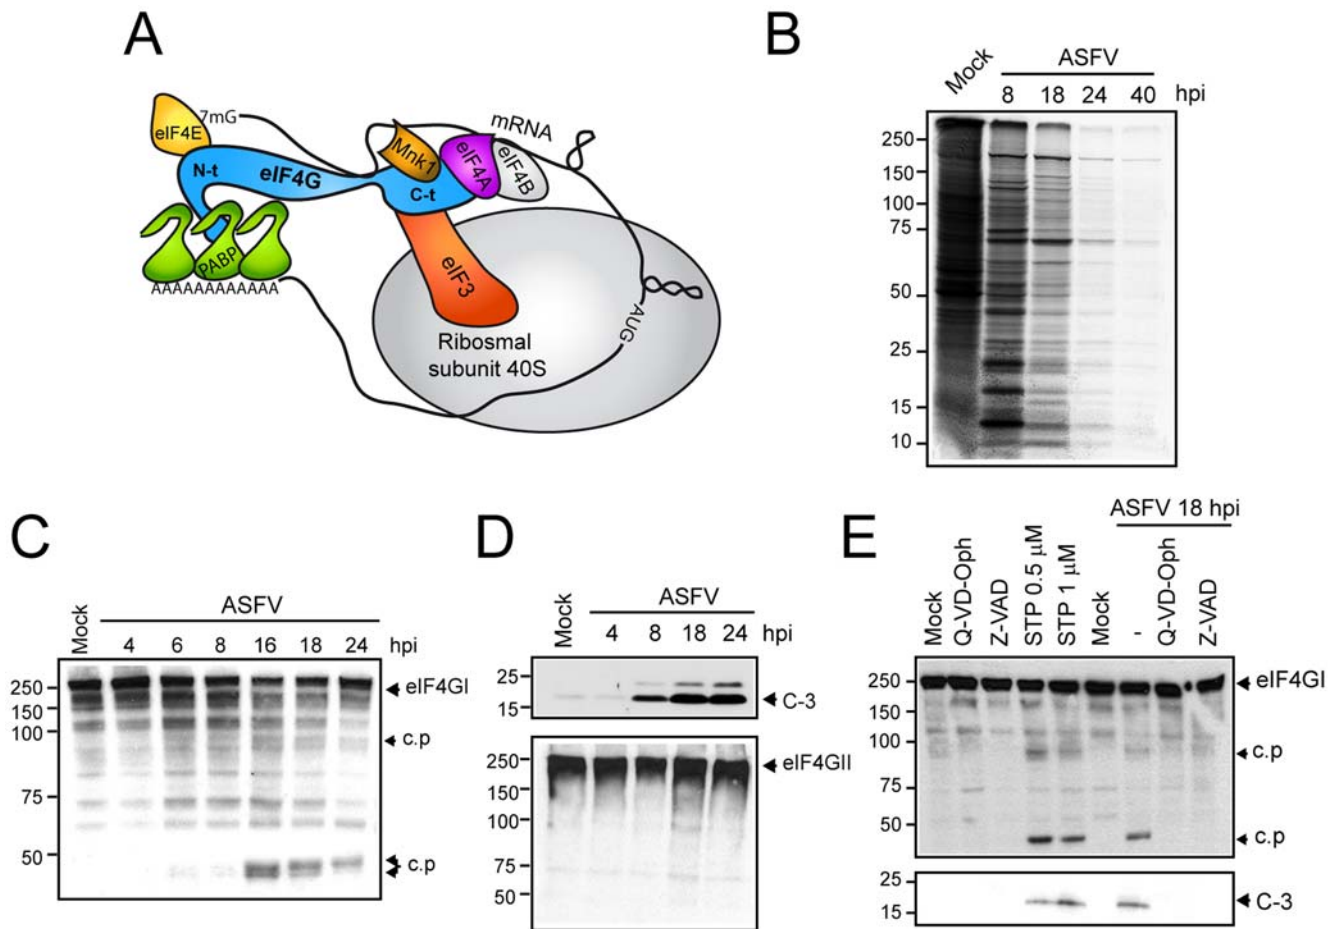 A
eIF4E
7mG
N-t
eIF4G
Mnk1
C-t
eIF4A
eIF4B
mRNA
PABP
AAAAAAAAAAAA
eIF3
AUG
Ribosmal
subunit 40S
B
Mock
ASFV
8 18 24 40 hpi
250
150
100
75
50
25
15
10
C
Mock
ASFV
4 6 8 16 18 24 hpi
250
150
100
75
50
eIF4GI
c.p
c.p
D
Mock
ASFV
4 8 18 24 hpi
25
15
C-3
250
150
100
75
50
eIF4GII
E
ASFV 18 hpi
Mock
Q-VD-Oph
Z-VAD
STP 0.5 µM
STP 1 µM
Mock
-
Q-VD-Oph
Z-VAD
250
150
100
75
50
eIF4GI
c.p
c.p
25
15
C-3